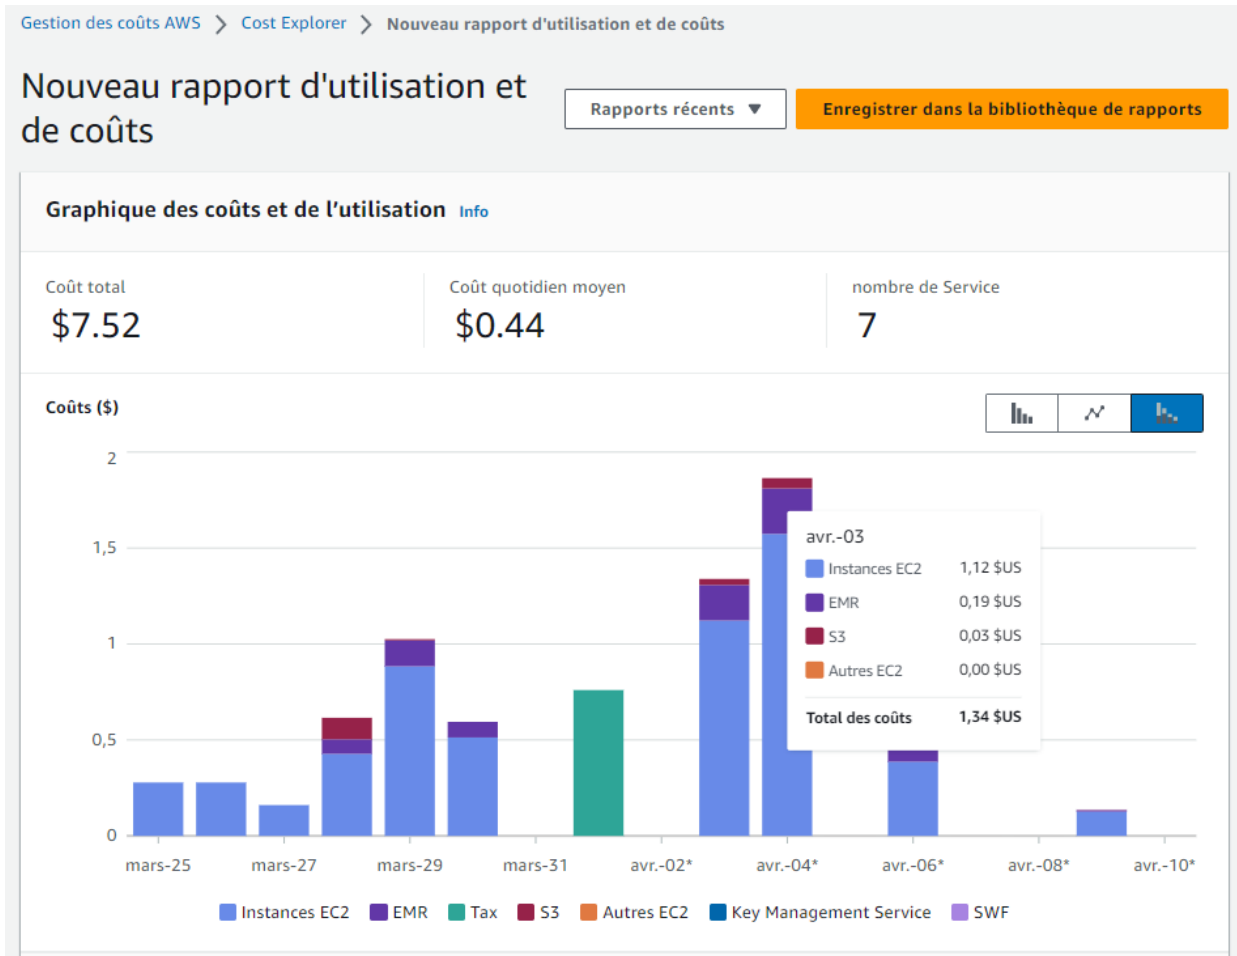 Gestion des coûts AWS > Cost Explorer > Nouveau rapport d'utilisation et de coûts
Nouveau rapport d'utilisation et
de coûts
Rapports récents ▼
Enregistrer dans la bibliothèque de rapports
Graphique des coûts et de l'utilisation Info
Coût total
$7.52
Coût quotidien moyen
$0.44
nombre de Service
7
Coûts ($)
2
1,5
1
0,5
0
avr.-03
Instances EC2 1,12 $US
EMR 0,19 $US
S3 0,03 $US
Autres EC2 0,00 $US
Total des coûts 1,34 $US
mars-25 mars-27 mars-29 mars-31 avr.-02* avr.-04* avr.-06* avr.-08* avr.-10*
Instances EC2 EMR Tax S3 Autres EC2 Key Management Service SWF